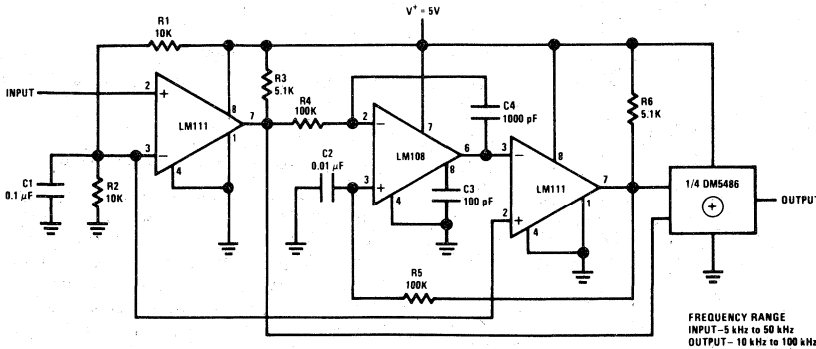 V+ = 5V
R1
10K
R3
5.1K
R4
100K
C4
1000 pF
R6
5.1K
INPUT
2
+
8
7
LM111
3
−
1
4
2
−
7
6
LM108
3
+
8
4
C2
0.01 μF
C3
100 pF
3
−
8
7
LM111
2
+
1
4
1/4 DM5486
+
OUTPUT
C1
0.1 μF
R2
10K
R5
100K
FREQUENCY RANGE
INPUT–5 kHz to 50 kHz
OUTPUT– 10 kHz to 100 kHz